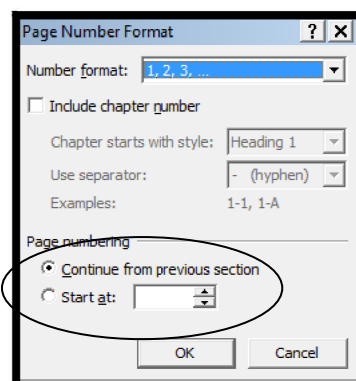 Page Number Format
Number format: 1, 2, 3, ...
Include chapter number
Chapter starts with style: Heading 1
Use separator: - (hyphen)
Examples: 1-1, 1-A
Page numbering
Continue from previous section
Start at:
OK Cancel